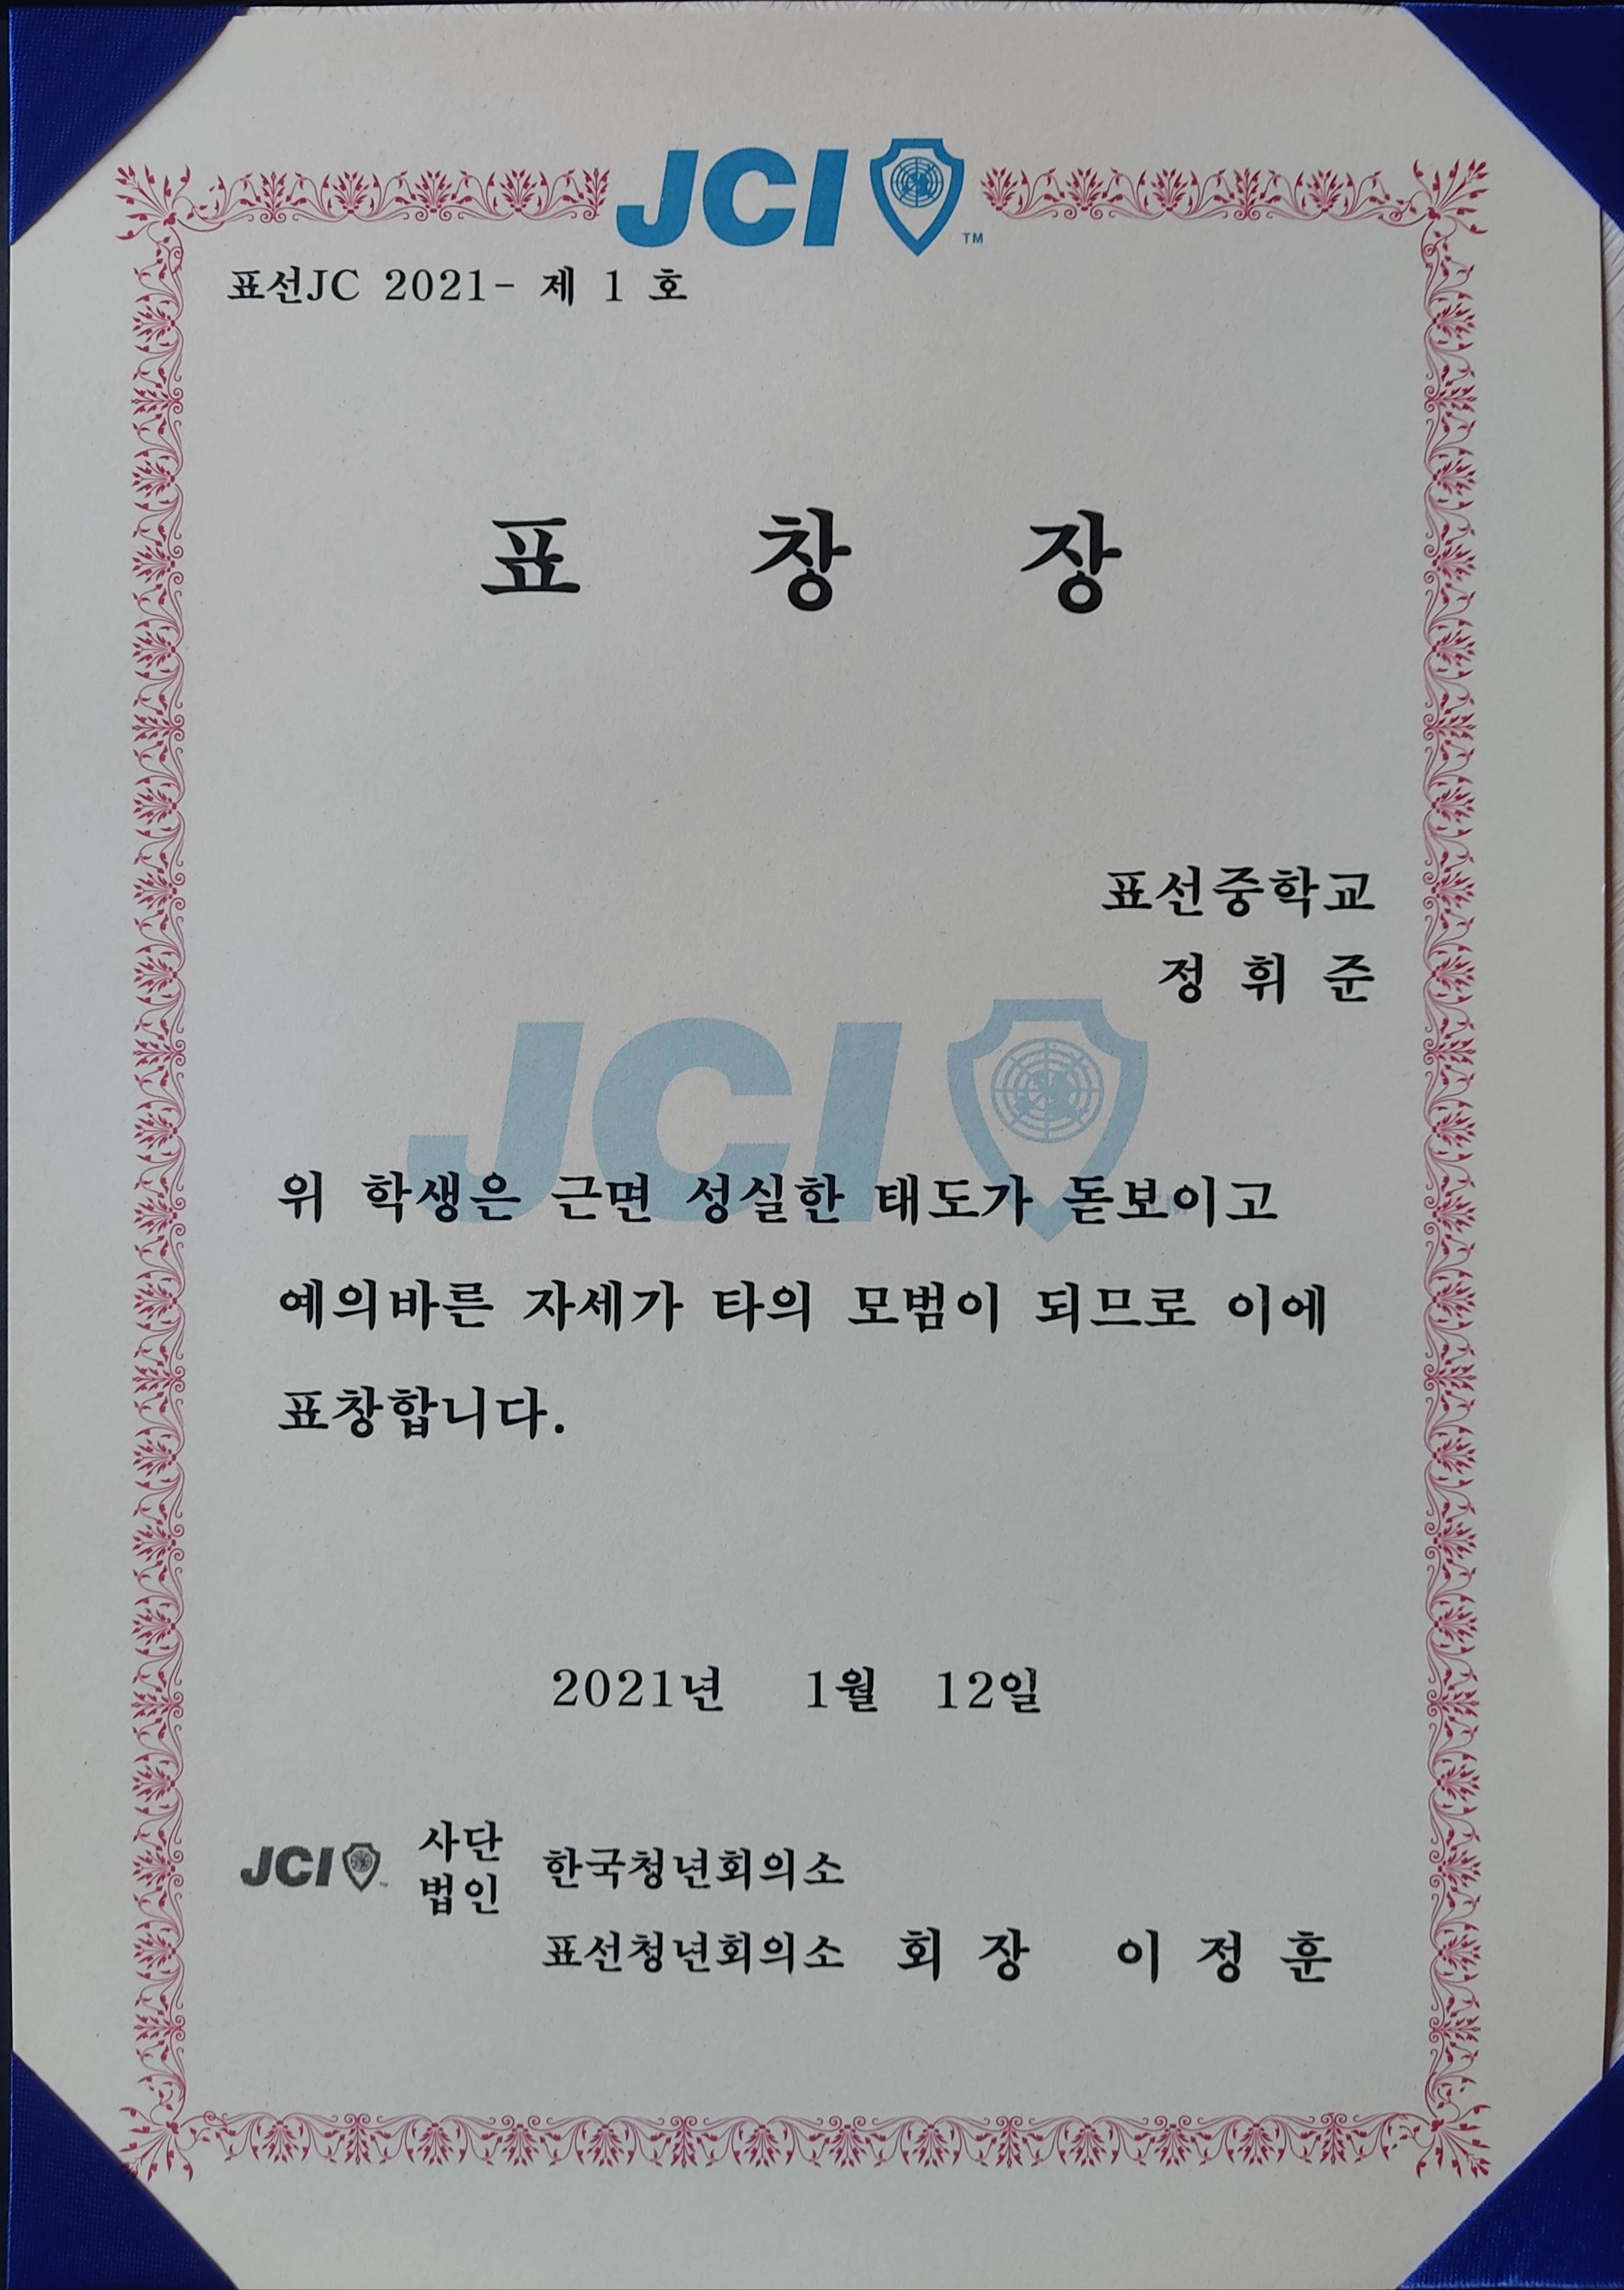 JCI TM
표선JC 2021- 제 1 호
표 창 장
표선중학교
정 휘 준
JCI
위 학생은 근면 성실한 태도가 돋보이고
예의바른 자세가 타의 모범이 되므로 이에
표창합니다.
2021년 1월 12일
JCI 사단법인 한국청년회의소
표선청년회의소 회 장 이 정 훈